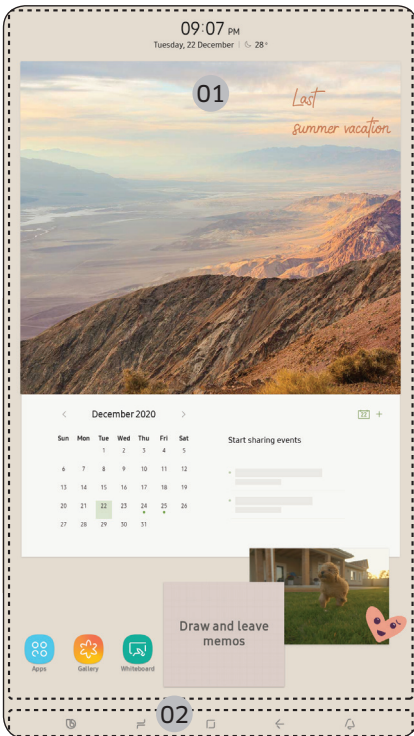 09:07 PM
Tuesday, 22 December 28°
01
Last
summer vacation
December 2020
22
Sun Mon Tue Wed Thu Fri Sat
Start sharing events
1 2 3 4 5
6 7 8 9 10 11 12
13 14 15 16 17 18 19
20 21 22 23 24 25 26
27 28 29 30 31
Draw and leave
memos
Apps Gallery Whiteboard
02